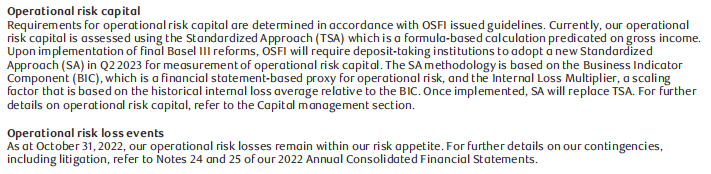 Operational risk capital
Requirements for operational risk capital are determined in accordance with OSFI issued guidelines. Currently, our operational
risk capital is assessed using the Standardized Approach (TSA) which is a formula-based calculation predicated on gross income.
Upon implementation of final Basel III reforms, OSFI will require deposit-taking institutions to adopt a new Standardized
Approach (SA) in Q2 2023 for measurement of operational risk capital. The SA methodology is based on the Business Indicator
Component (BIC), which is a financial statement-based proxy for operational risk, and the Internal Loss Multiplier, a scaling
factor that is based on the historical internal loss average relative to the BIC. Once implemented, SA will replace TSA. For further
details on operational risk capital, refer to the Capital management section.
Operational risk loss events
As at October 31, 2022, our operational risk losses remain within our risk appetite. For further details on our contingencies,
including litigation, refer to Notes 24 and 25 of our 2022 Annual Consolidated Financial Statements.